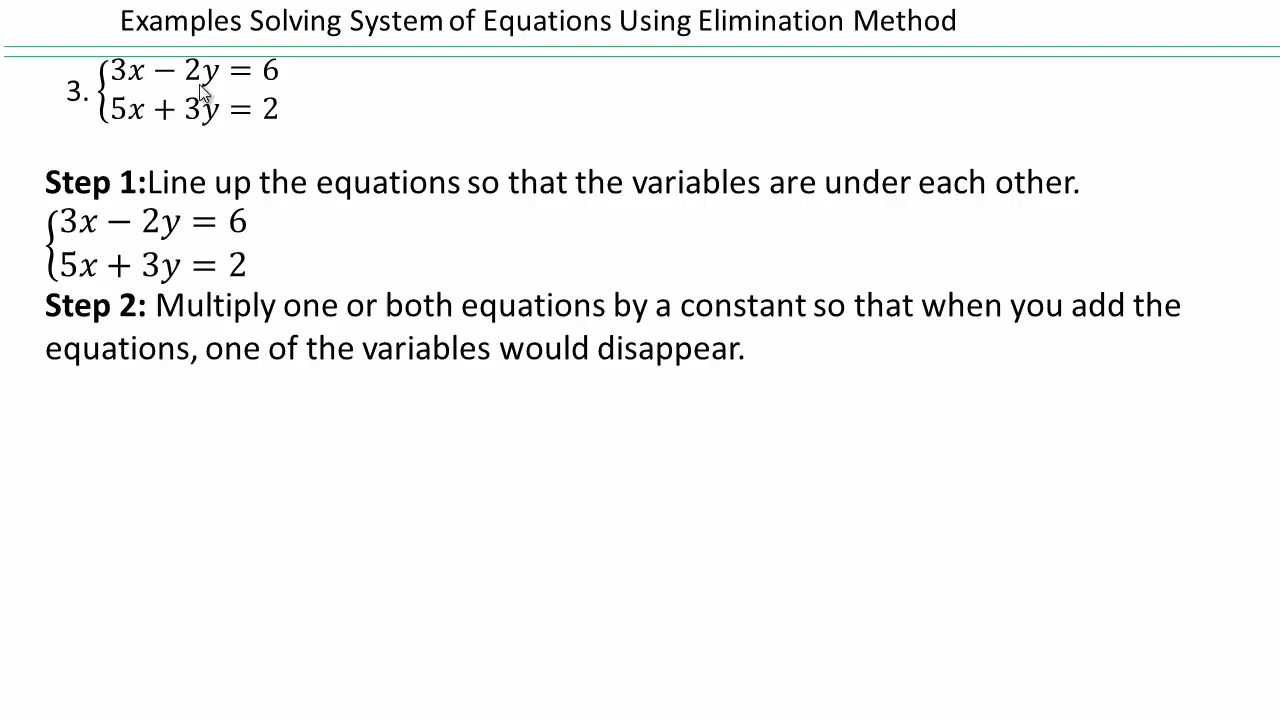 Examples Solving System of Equations Using Elimination Method
3. {3x − 2y = 6
5x + 3y = 2
Step 1:Line up the equations so that the variables are under each other.
{3x − 2y = 6
5x + 3y = 2
Step 2: Multiply one or both equations by a constant so that when you add the
equations, one of the variables would disappear.